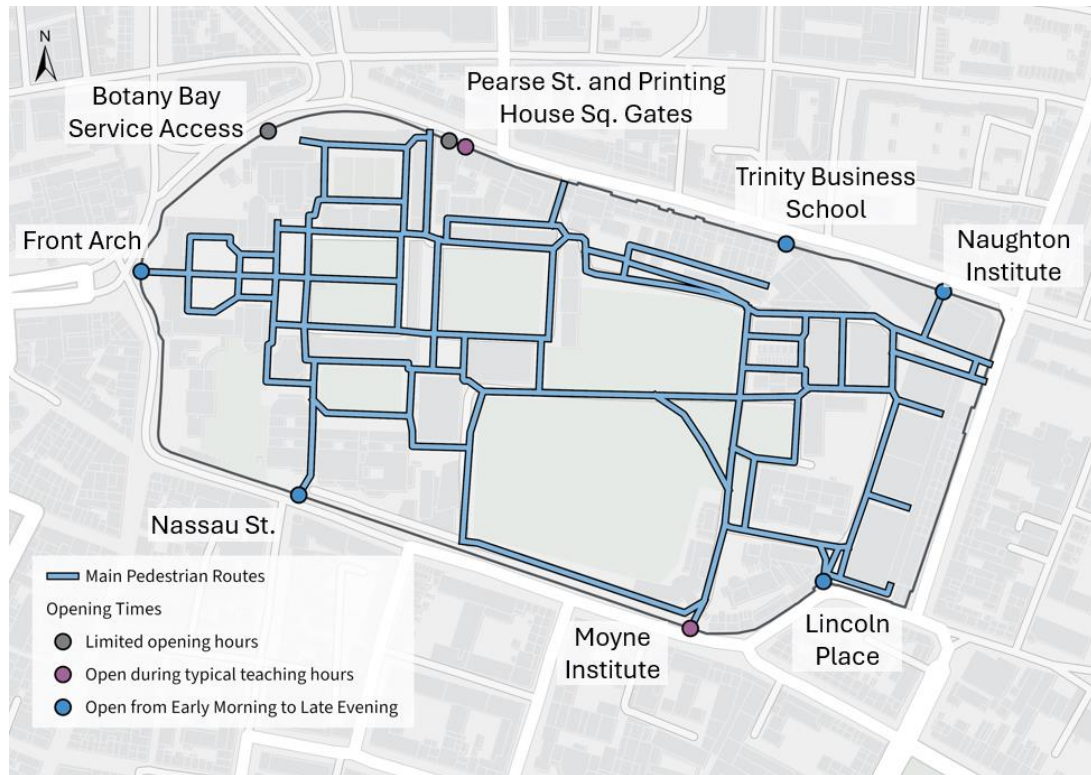 N
Botany Bay
Service Access
Pearse St. and Printing
House Sq. Gates
Trinity Business
School
Front Arch
Naughton
Institute
Nassau St.
Moyne
Institute
Lincoln
Place
Main Pedestrian Routes
Opening Times
Limited opening hours
Open during typical teaching hours
Open from Early Morning to Late Evening